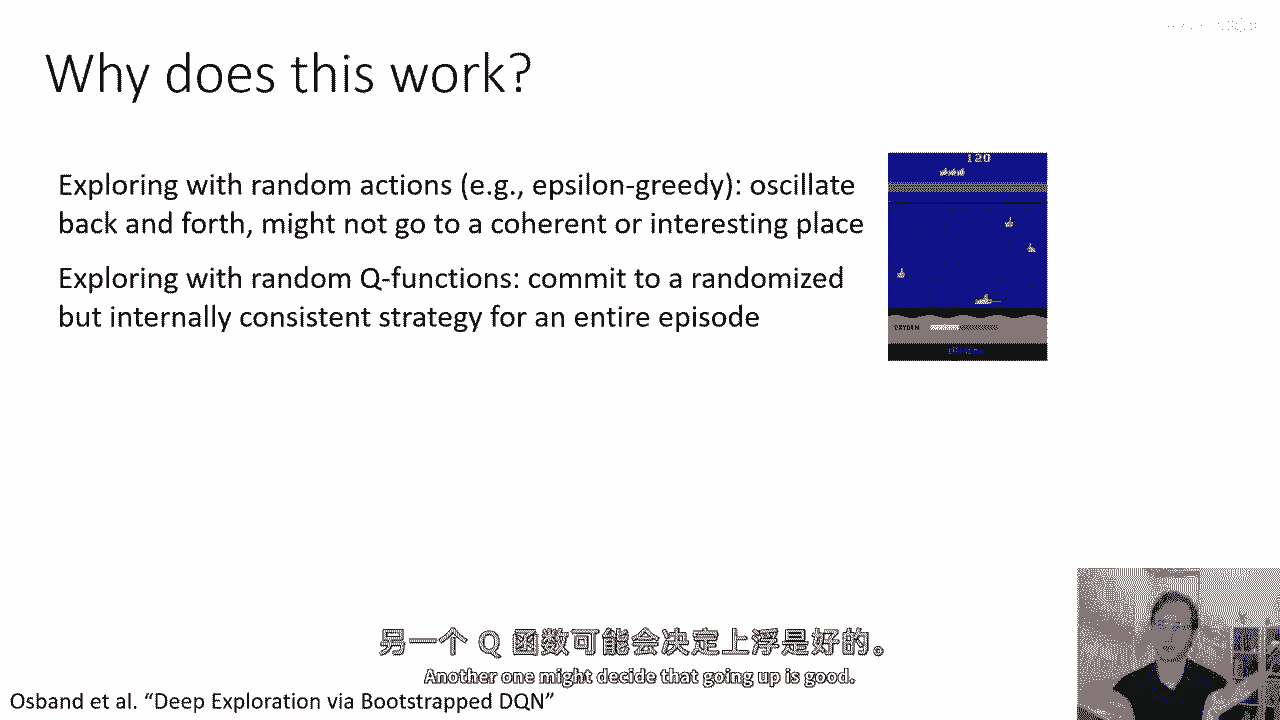 Why does this work?
Exploring with random actions (e.g., epsilon-greedy): oscillate
back and forth, might not go to a coherent or interesting place
Exploring with random Q-functions: commit to a randomized
but internally consistent strategy for an entire episode
120
OXYGEN
另一个 Q 函数可能会决定上浮是好的。
Another one might decide that going up is good.
Osband et al. “Deep Exploration via Bootstrapped DQN”